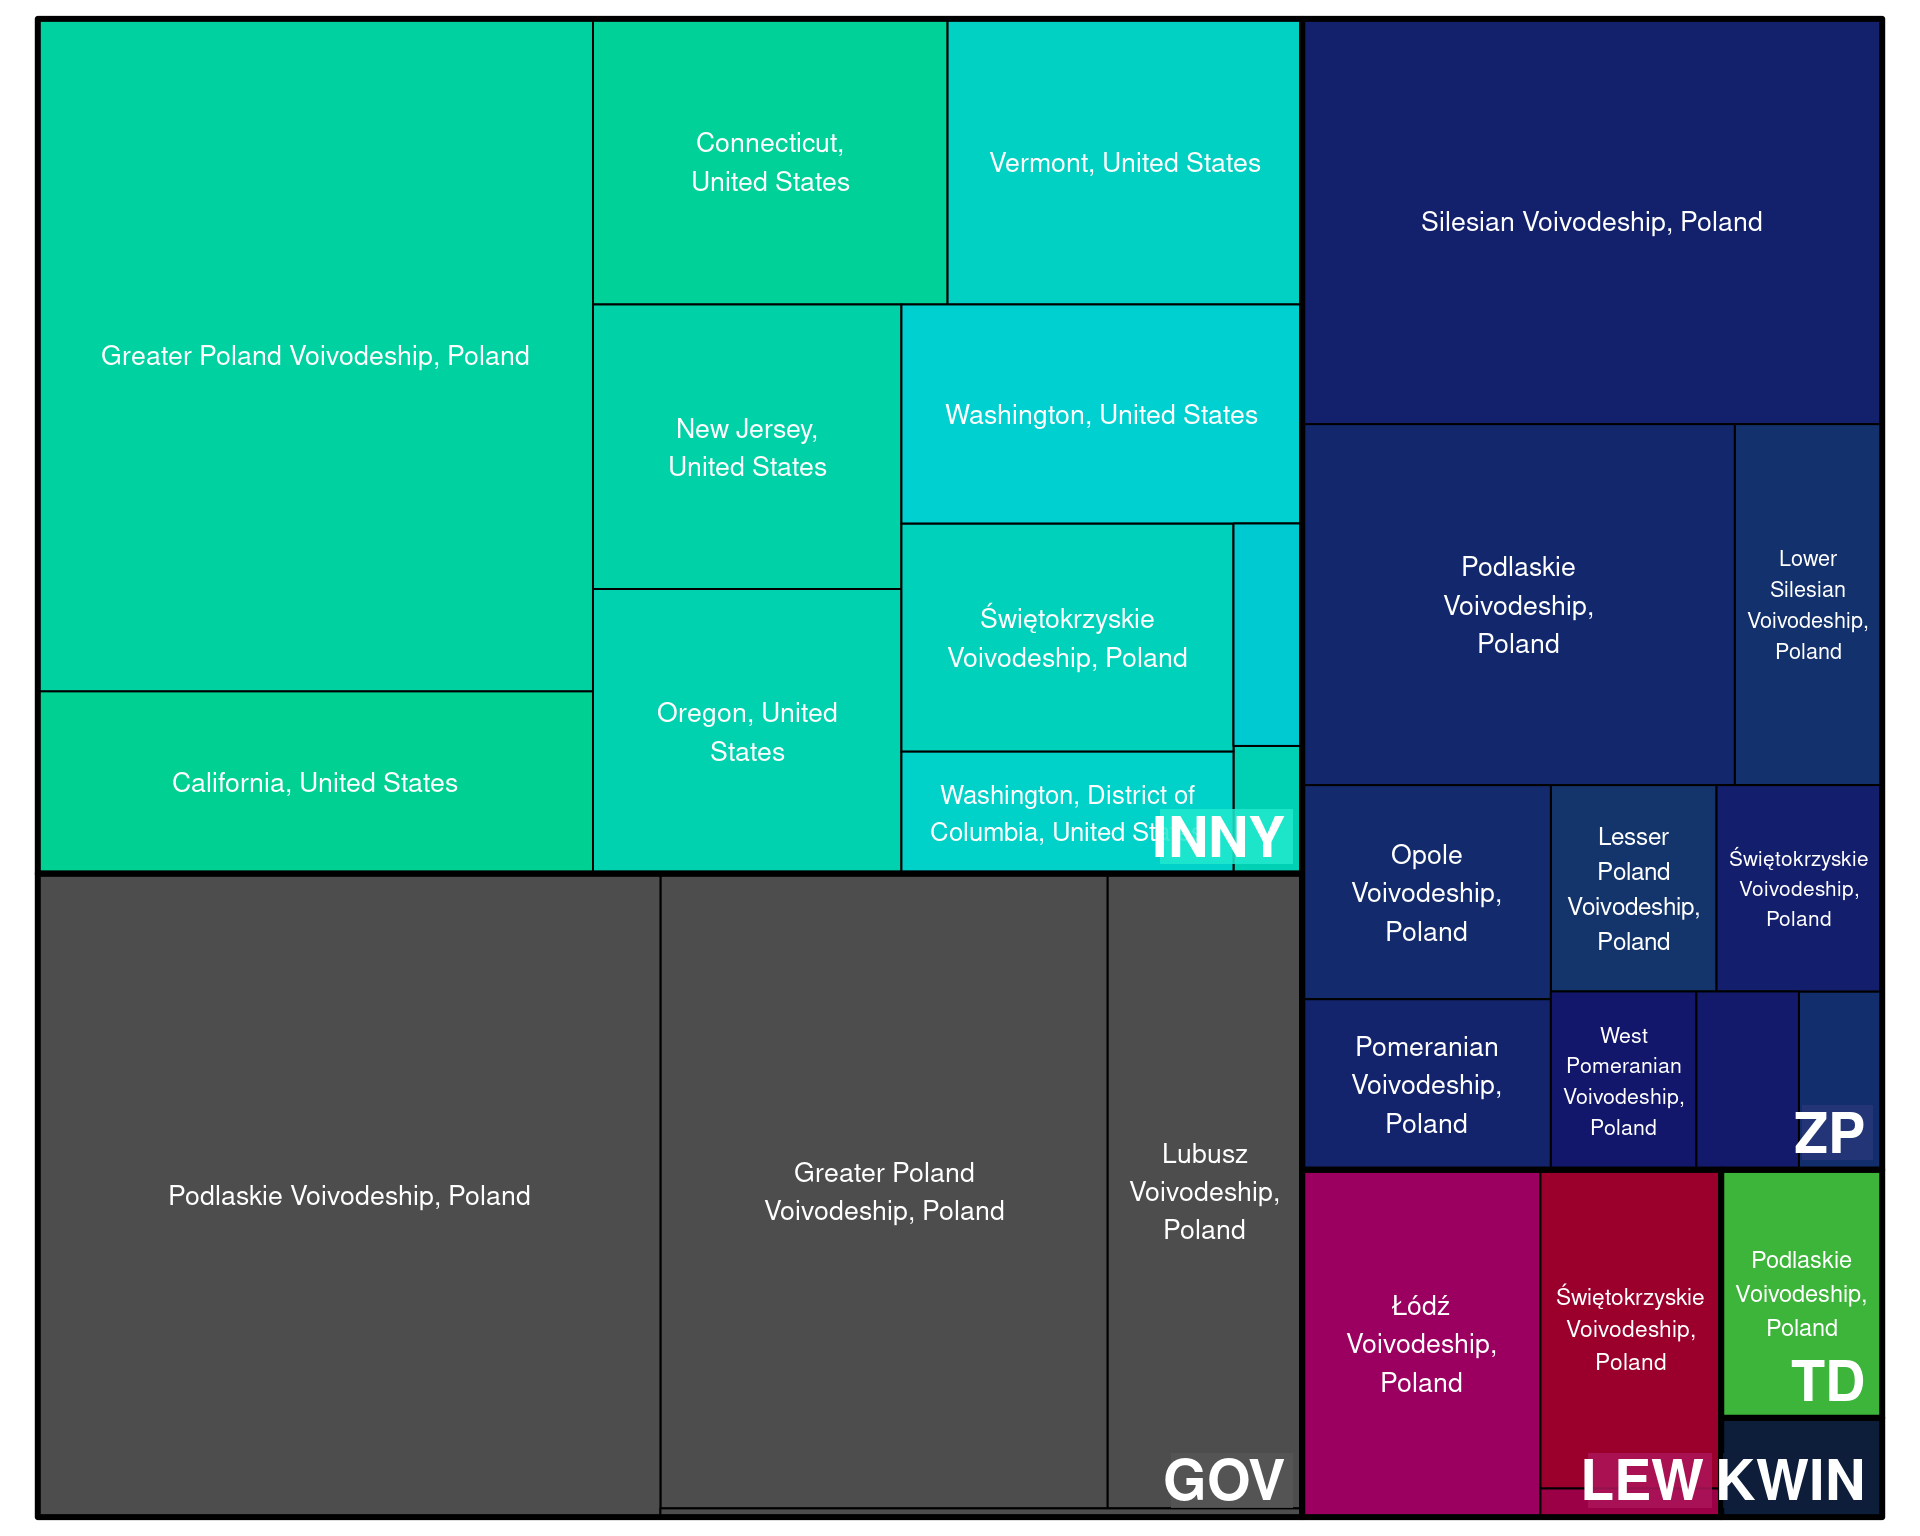 Greater Poland Voivodeship, Poland
California, United States
Connecticut,
United States
Vermont, United States
New Jersey,
United States
Washington, United States
Oregon, United
States
Świętokrzyskie
Voivodeship, Poland
Washington, District of
Columbia, United
INNY
Podlaskie Voivodeship, Poland
Greater Poland
Voivodeship, Poland
Lubusz
Voivodeship,
Poland
GOV
Silesian Voivodeship, Poland
Podlaskie
Voivodeship,
Poland
Lower
Silesian
Voivodeship,
Poland
Opole
Voivodeship,
Poland
Lesser
Poland
Voivodeship,
Poland
Świętokrzyskie
Voivodeship,
Poland
Pomeranian
Voivodeship,
Poland
West
Pomeranian
Voivodeship,
Poland
ZP
Łódź
Voivodeship,
Poland
Świętokrzyskie
Voivodeship,
Poland
LEW
Podlaskie
Voivodeship,
Poland
TD
KWIN